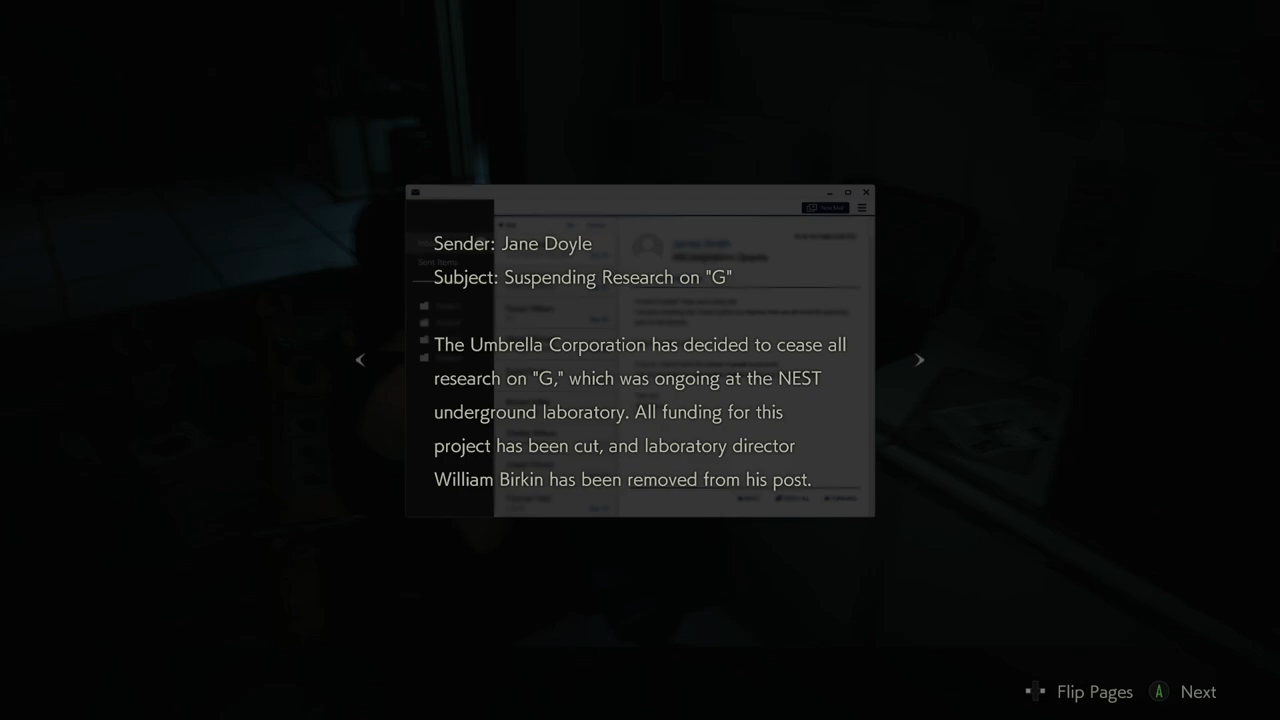 Sender: Jane Doyle
Subject: Suspending Research on "G"
The Umbrella Corporation has decided to cease all
research on "G," which was ongoing at the NEST
underground laboratory. All funding for this
project has been cut, and laboratory director
William Birkin has been removed from his post.
Sent Items
A
Flip Pages
Next